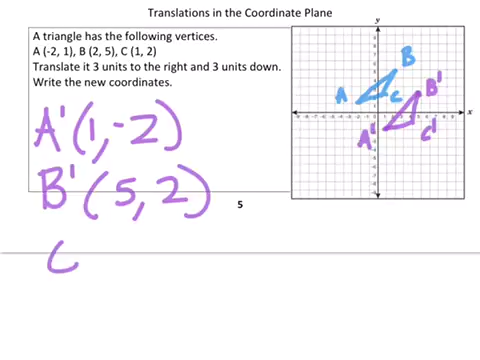 Translations in the Coordinate Plane
A triangle has the following vertices.
A (-2, 1), B (2, 5), C (1, 2)
Translate it 3 units to the right and 3 units down.
Write the new coordinates.
A'(1,-2)
B'(5,2)
C
5
y
x
A
B
C
A'
B'
C'